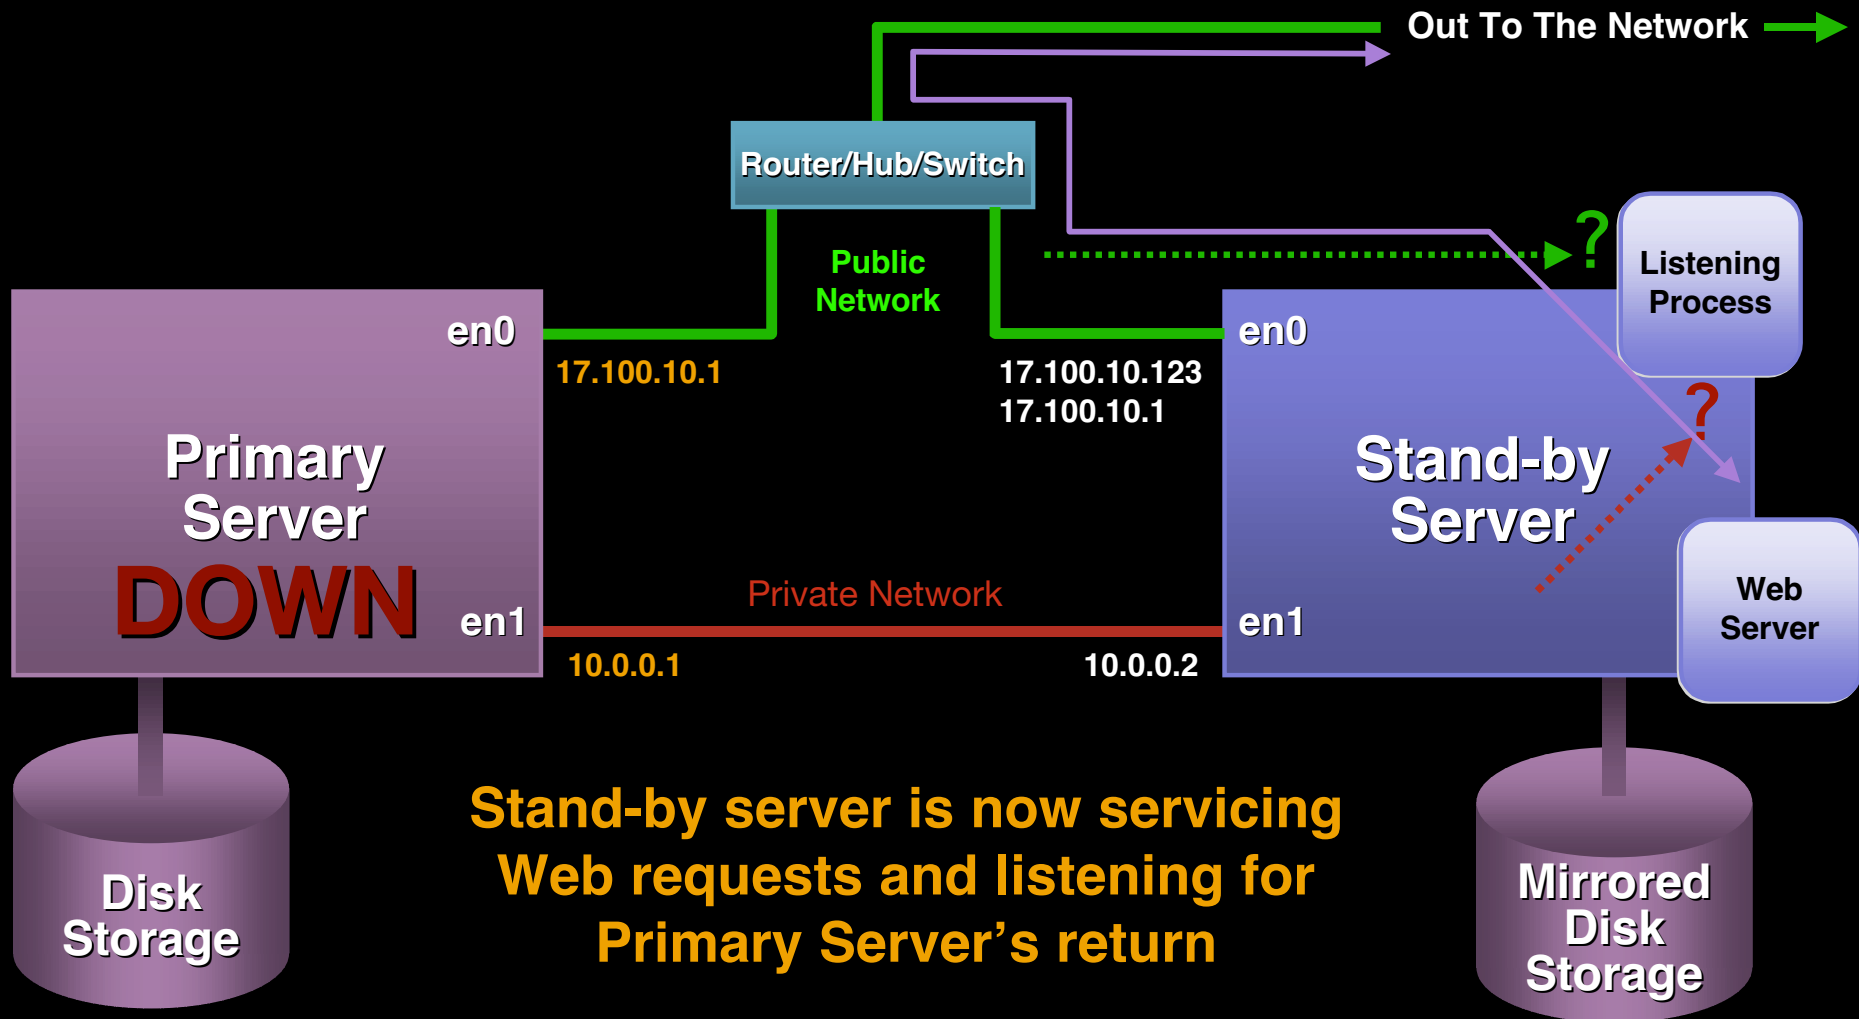 Out To The Network
Router/Hub/Switch
Public
Network
?
Listening
Process
en0
17.100.10.1
en0
17.100.10.123
17.100.10.1
?
Primary
Server
DOWN
Stand-by
Server
Private Network
en1
10.0.0.1
en1
10.0.0.2
Web
Server
Stand-by server is now servicing
Web requests and listening for
Primary Server’s return
Disk
Storage
Mirrored
Disk
Storage